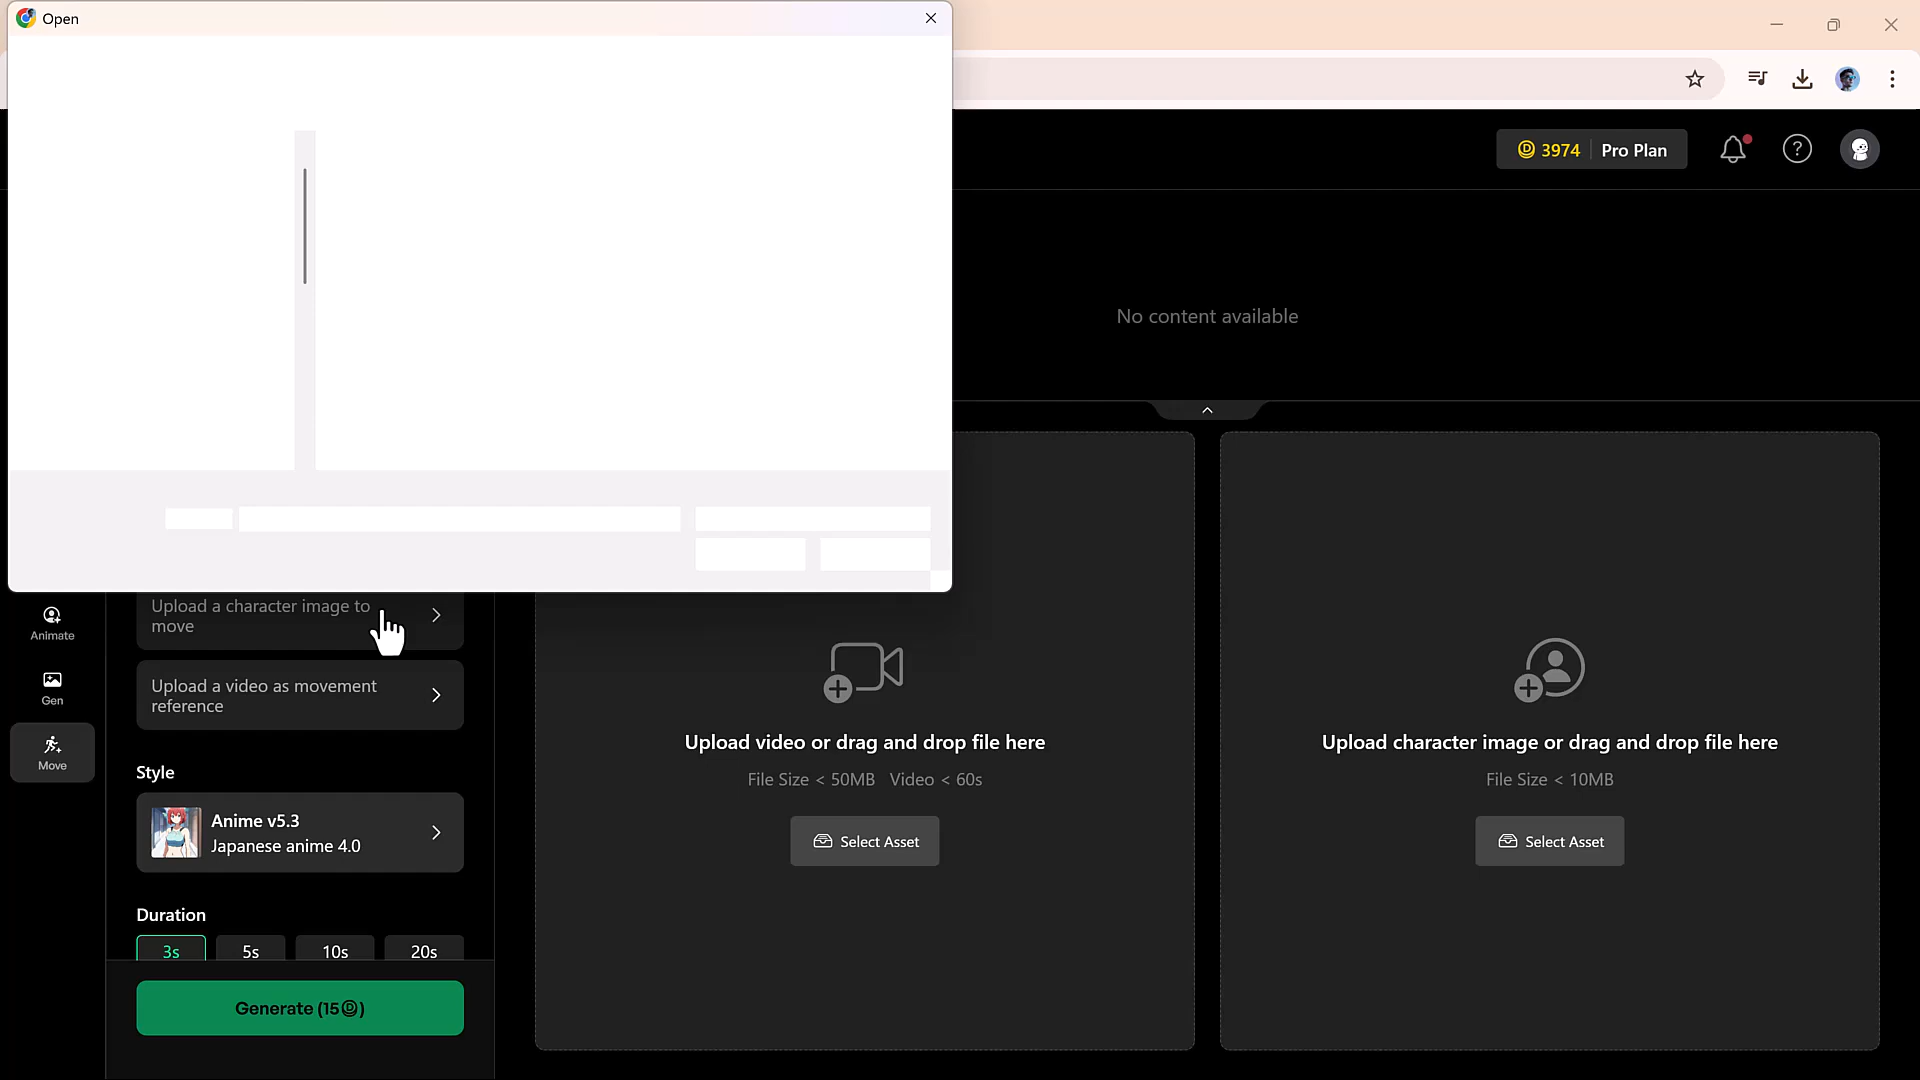 Open
3974
Pro Plan
No content available
Upload a character image to
move
Animate
Gen
Upload a video as movement
reference
Move
Style
Anime v5.3
Japanese anime 4.0
Duration
3s
5s
10s
20s
Generate (15)
Upload video or drag and drop file here
File Size < 50MB Video < 60s
Select Asset
Upload character image or drag and drop file here
File Size < 10MB
Select Asset